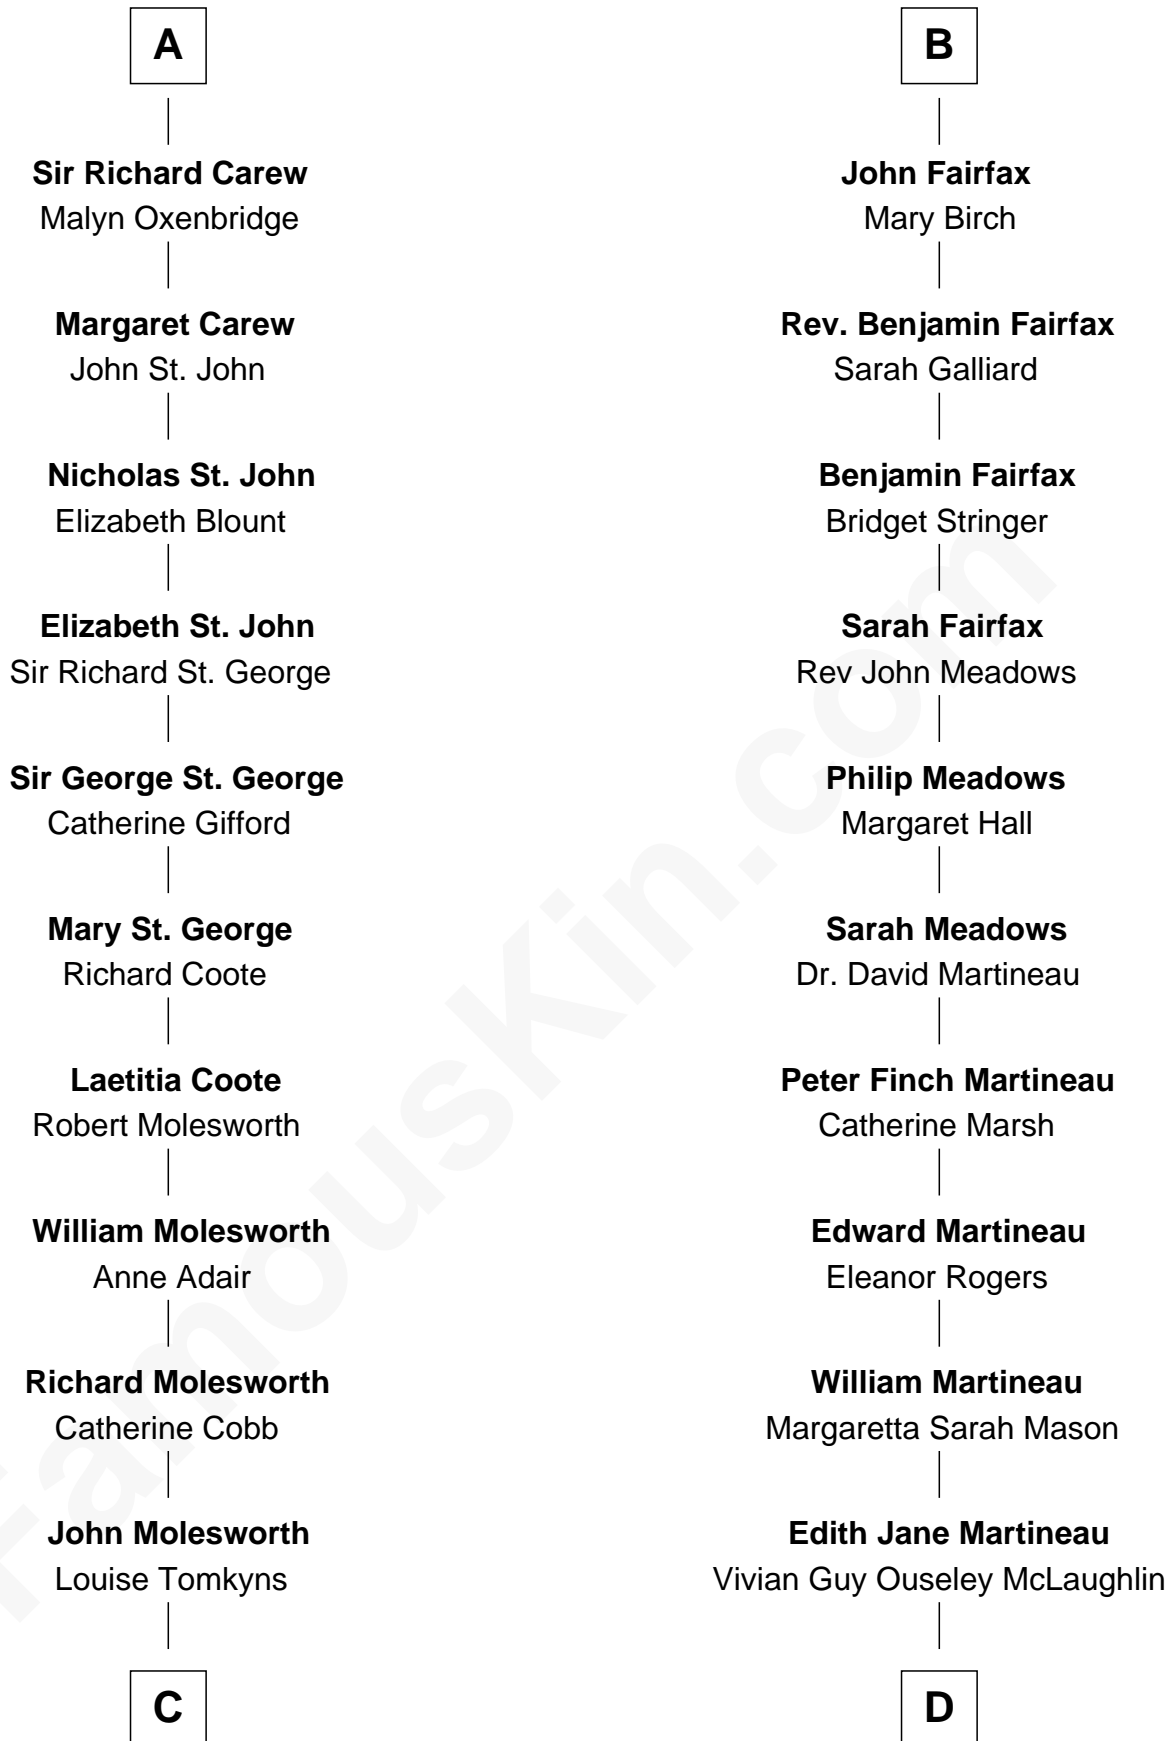 A
Sir Richard Carew
Malyn Oxenbridge
Margaret Carew
John St. John
Nicholas St. John
Elizabeth Blount
Elizabeth St. John
Sir Richard St. George
Sir George St. George
Catherine Gifford
Mary St. George
Richard Coote
Laetitia Coote
Robert Molesworth
William Molesworth
Anne Adair
Richard Molesworth
Catherine Cobb
John Molesworth
Louise Tomkyns
C
B
John Fairfax
Mary Birch
Rev. Benjamin Fairfax
Sarah Galliard
Benjamin Fairfax
Bridget Stringer
Sarah Fairfax
Rev John Meadows
Philip Meadows
Margaret Hall
Sarah Meadows
Dr. David Martineau
Peter Finch Martineau
Catherine Marsh
Edward Martineau
Eleanor Rogers
William Martineau
Margaretta Sarah Mason
Edith Jane Martineau
Vivian Guy Ouseley McLaughlin
D
FamousKin.com